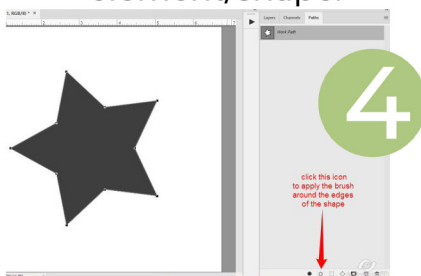 element/shape.
Layers Channels Paths
Work Path
4
click this icon
to apply the brush
around the edges
of the shape